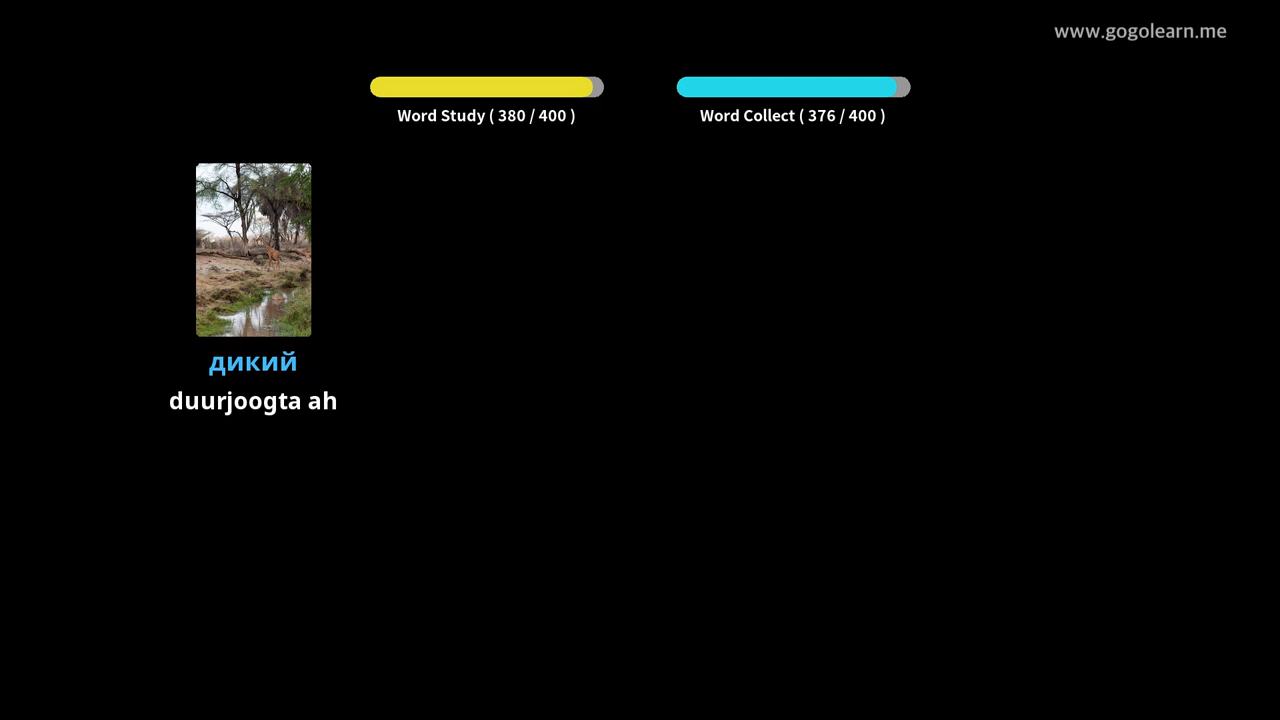 www.gogolearn.me
Word Study ( 380 / 400 )
Word Collect ( 376 / 400 )
дикий
duurjoogta ah